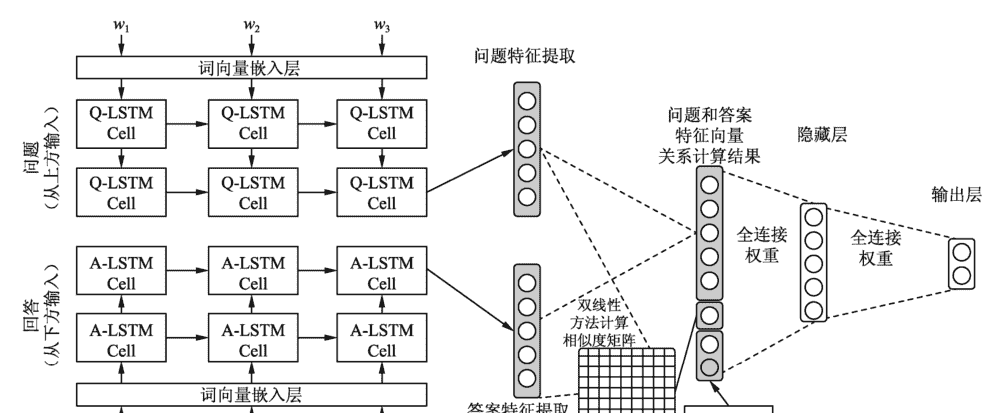 w1 w2 w3
词向量嵌入层
问题
（从上方输入）
Q-LSTM Cell
Q-LSTM Cell
Q-LSTM Cell
Q-LSTM Cell
Q-LSTM Cell
Q-LSTM Cell
回答
（从下方输入）
A-LSTM Cell
A-LSTM Cell
A-LSTM Cell
A-LSTM Cell
A-LSTM Cell
A-LSTM Cell
词向量嵌入层
问题特征提取
答案特征提取
双线性
方法计算
相似度矩阵
问题和答案
特征向量
关系计算结果
全连接
权重
隐藏层
全连接
权重
输出层